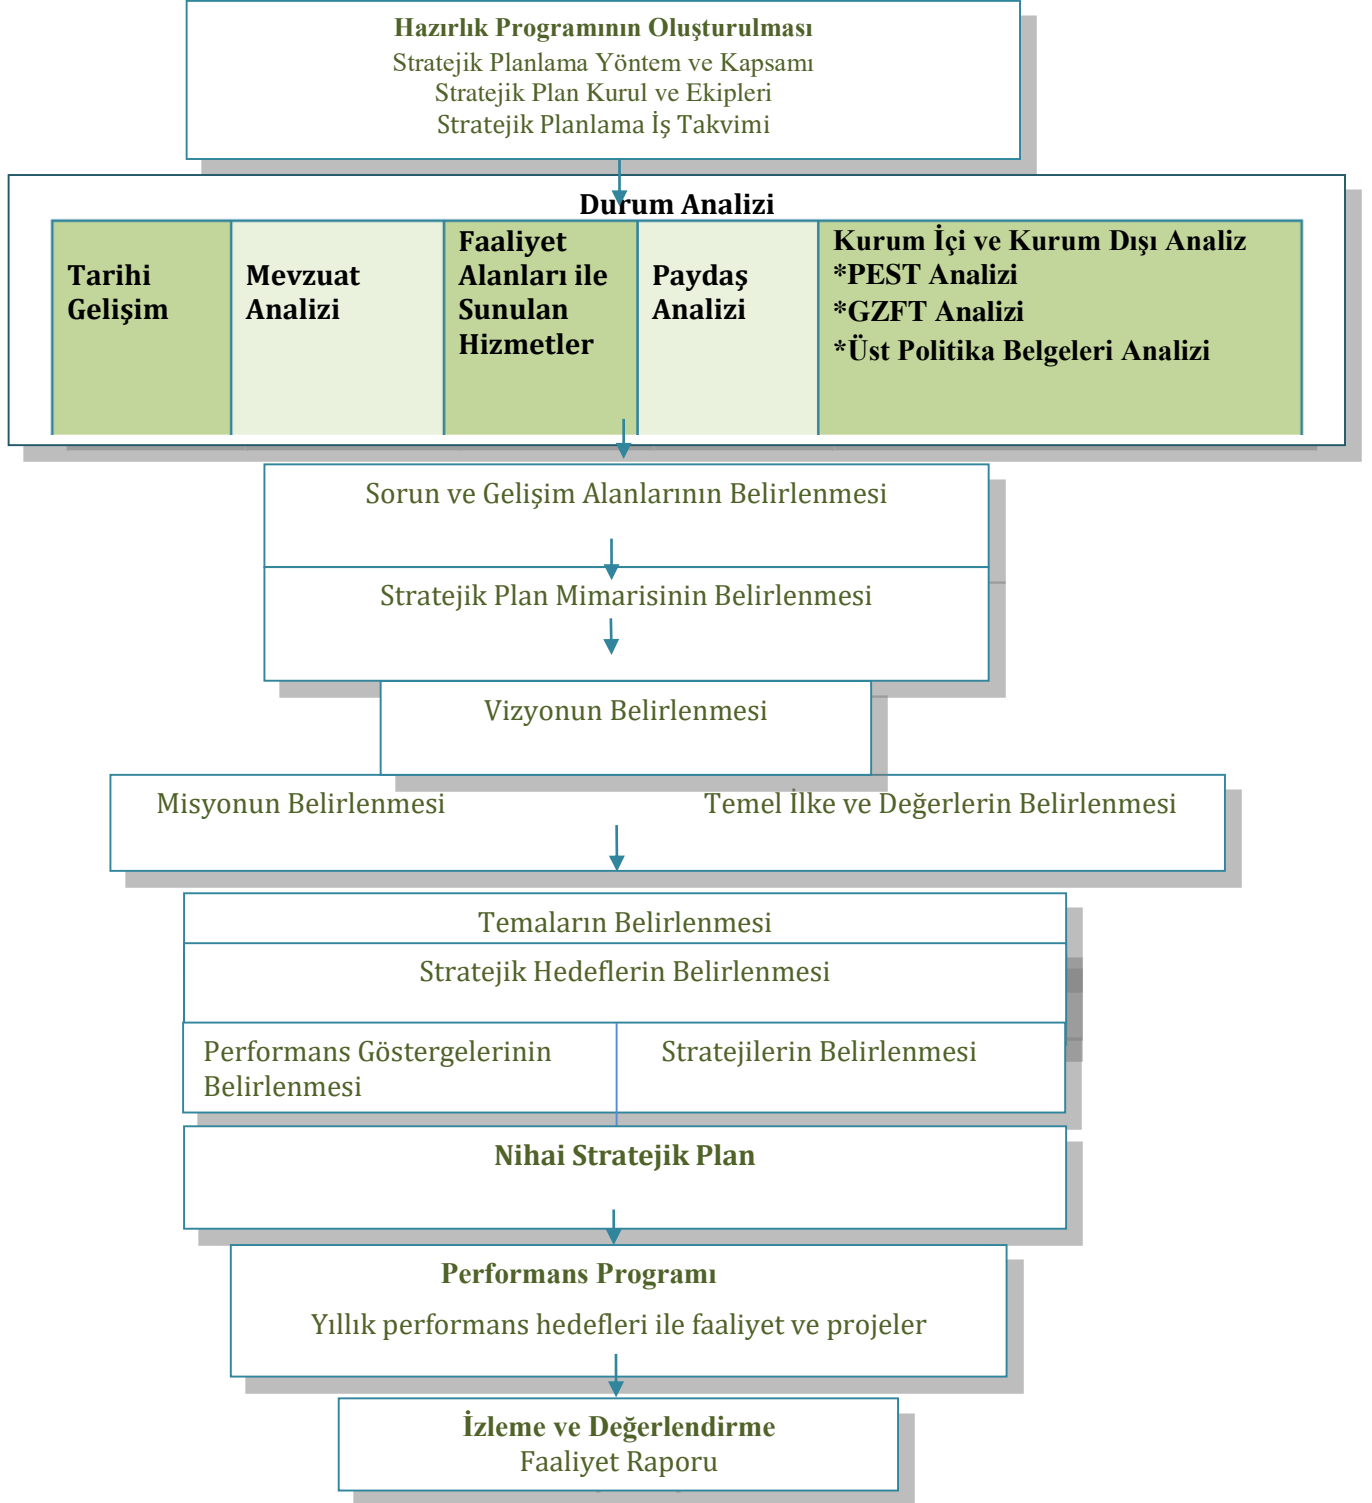 Hazırlık Programının Oluşturulması
Stratejik Planlama Yöntem ve Kapsamı
Stratejik Plan Kurul ve Ekipleri
Stratejik Planlama İş Takvimi
Durum Analizi
Tarihi
Gelişim
Mevzuat
Analizi
Faaliyet
Alanları ile
Sunulan
Hizmetler
Paydaş
Analizi
Kurum İçi ve Kurum Dışı Analiz
*PEST Analizi
*GZFT Analizi
*Üst Politika Belgeleri Analizi
Sorun ve Gelişim Alanlarının Belirlenmesi
Stratejik Plan Mimarisinin Belirlenmesi
Vizyonun Belirlenmesi
Misyonun Belirlenmesi
Temel İlke ve Değerlerin Belirlenmesi
Temaların Belirlenmesi
Stratejik Hedeflerin Belirlenmesi
Performans Göstergelerinin
Belirlenmesi
Stratejilerin Belirlenmesi
Nihai Stratejik Plan
Performans Programı
Yıllık performans hedefleri ile faaliyet ve projeler
İzleme ve Değerlendirme
Faaliyet Raporu